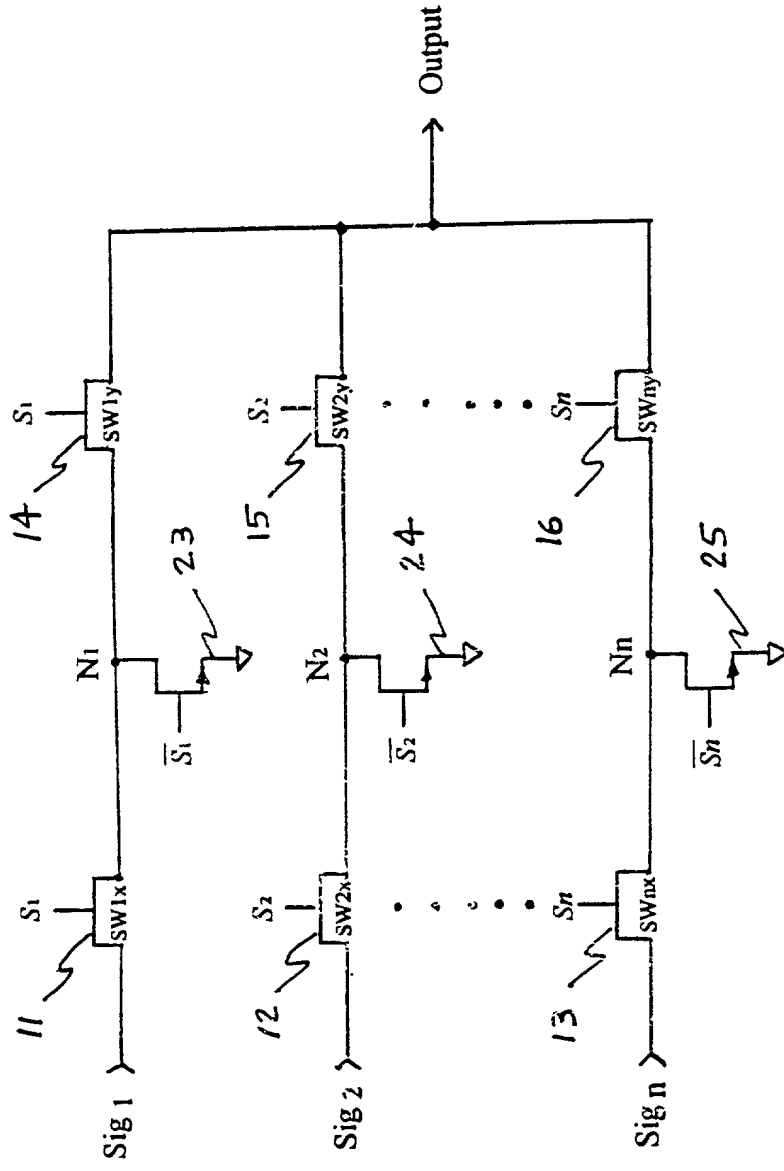 S1 S1
11 14
SW1x SW1y
Sig 1 N1
S̅1 23
S2 S2
12 15
SW2x SW2y
Sig 2 N2 Output
S̅2 24
Sn Sn
13 16
SWnx SWny
Sig n Nn
S̅n 25